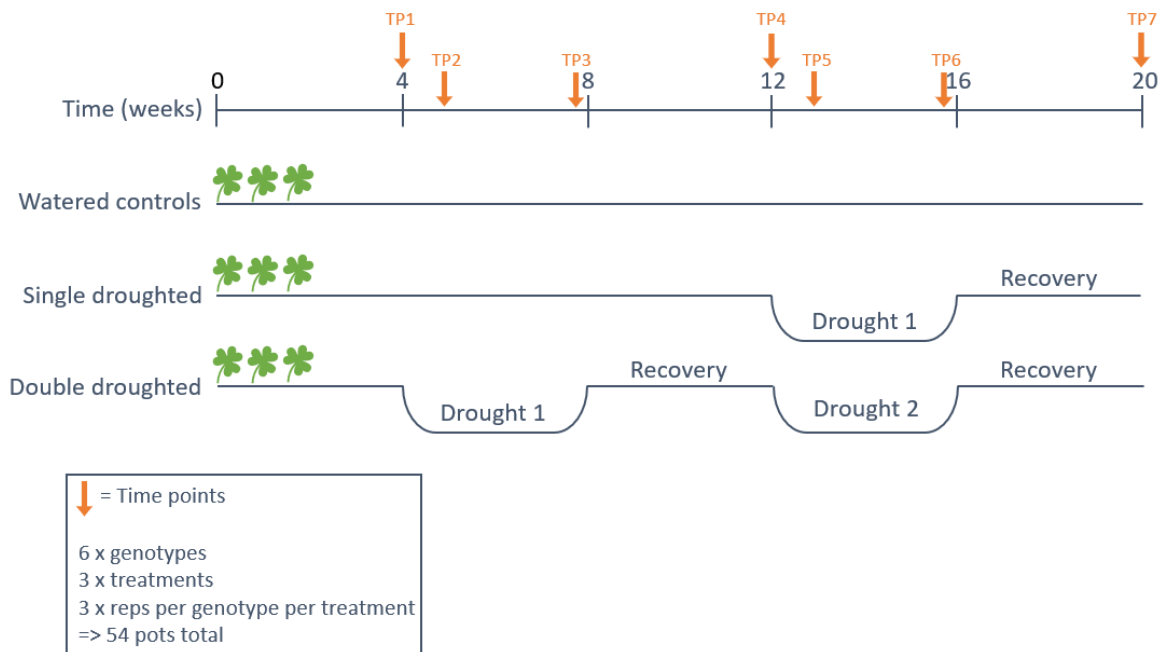 TP1 TP4 TP7
TP2 TP3 TP5 TP6
0 4 8 12 16 20
Time (weeks)
Watered controls
Single droughted
Recovery
Drought 1
Double droughted
Recovery
Recovery
Drought 1
Drought 2
= Time points
6 x genotypes
3 x treatments
3 x reps per genotype per treatment
=> 54 pots total